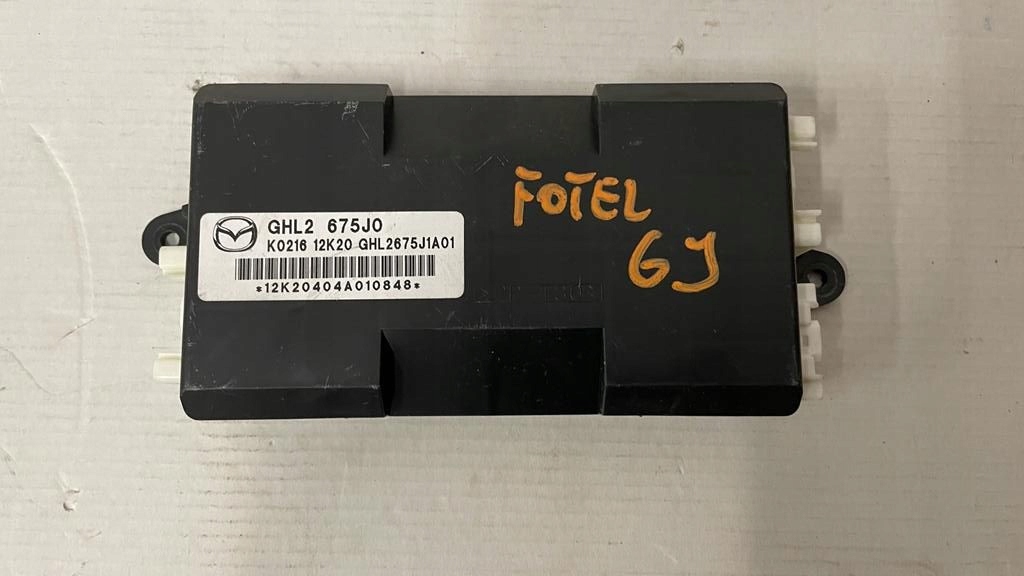 GHL2 675J0
K0216 12K20 GHL2675J1A01
*12K20404A010848*
FOTEL
GJ